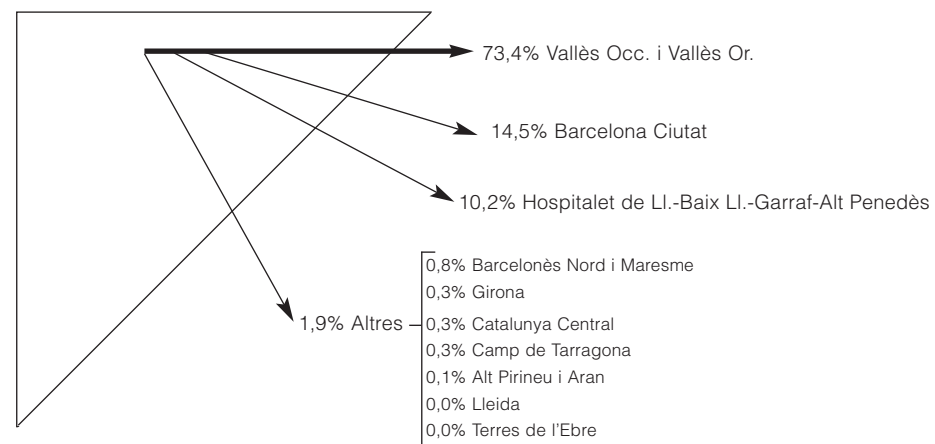 73,4% Vallès Occ. i Vallès Or.
14,5% Barcelona Ciutat
10,2% Hospitalet de Ll.-Baix Ll.-Garraf-Alt Penedès
1,9% Altres
0,8% Barcelonès Nord i Maresme
0,3% Girona
0,3% Catalunya Central
0,3% Camp de Tarragona
0,1% Alt Pirineu i Aran
0,0% Lleida
0,0% Terres de l'Ebre